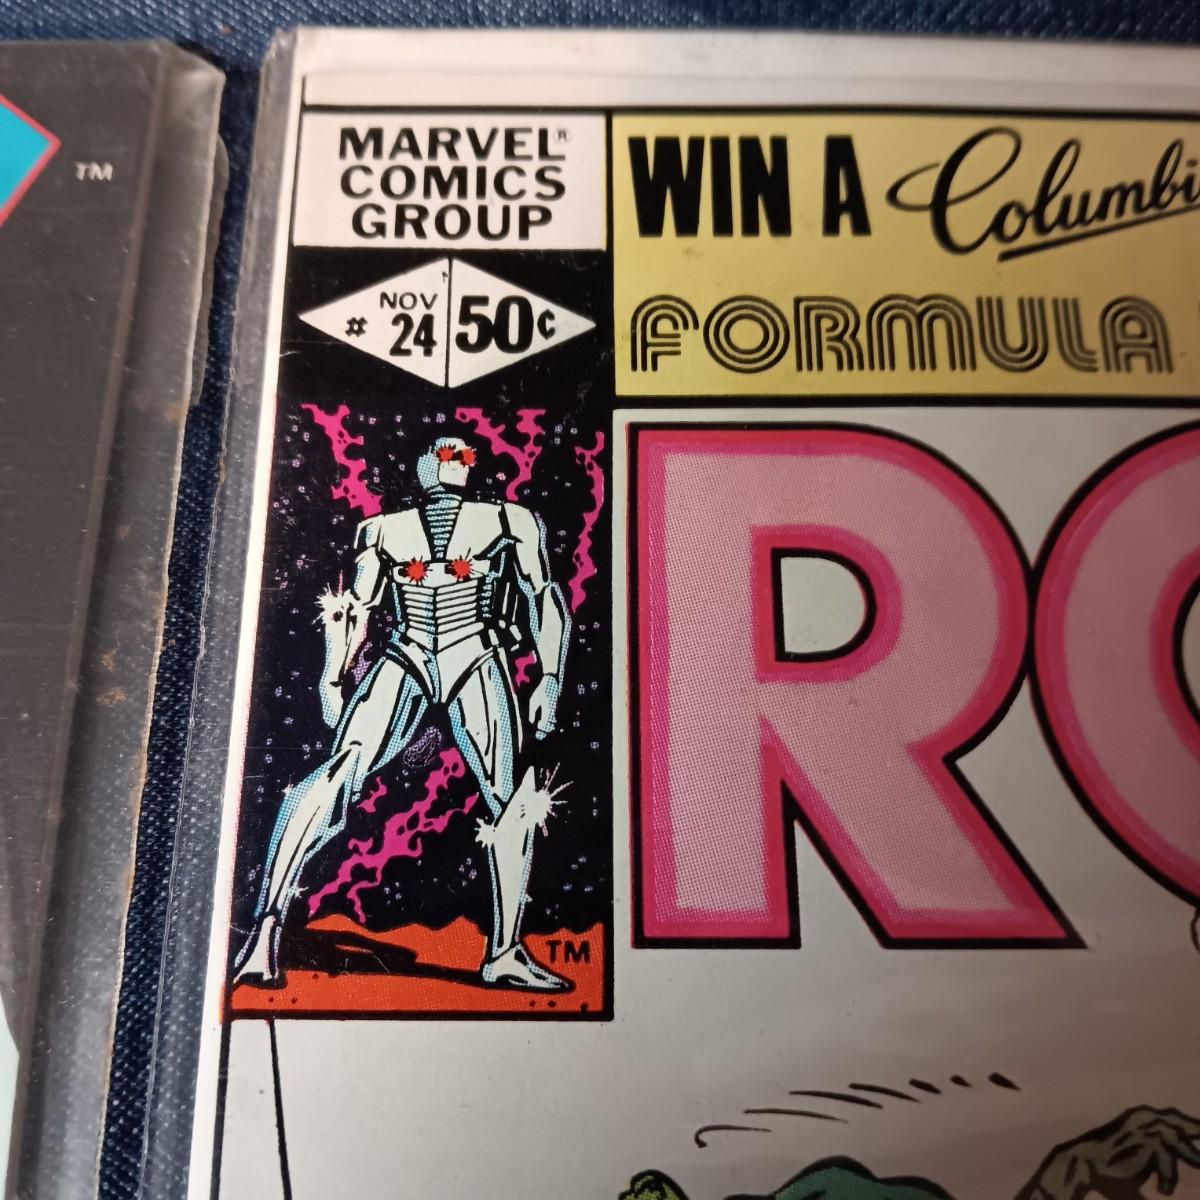 TM
MARVEL®
COMICS
GROUP
WIN A
# NOV 24 50¢
FORMULA
TM